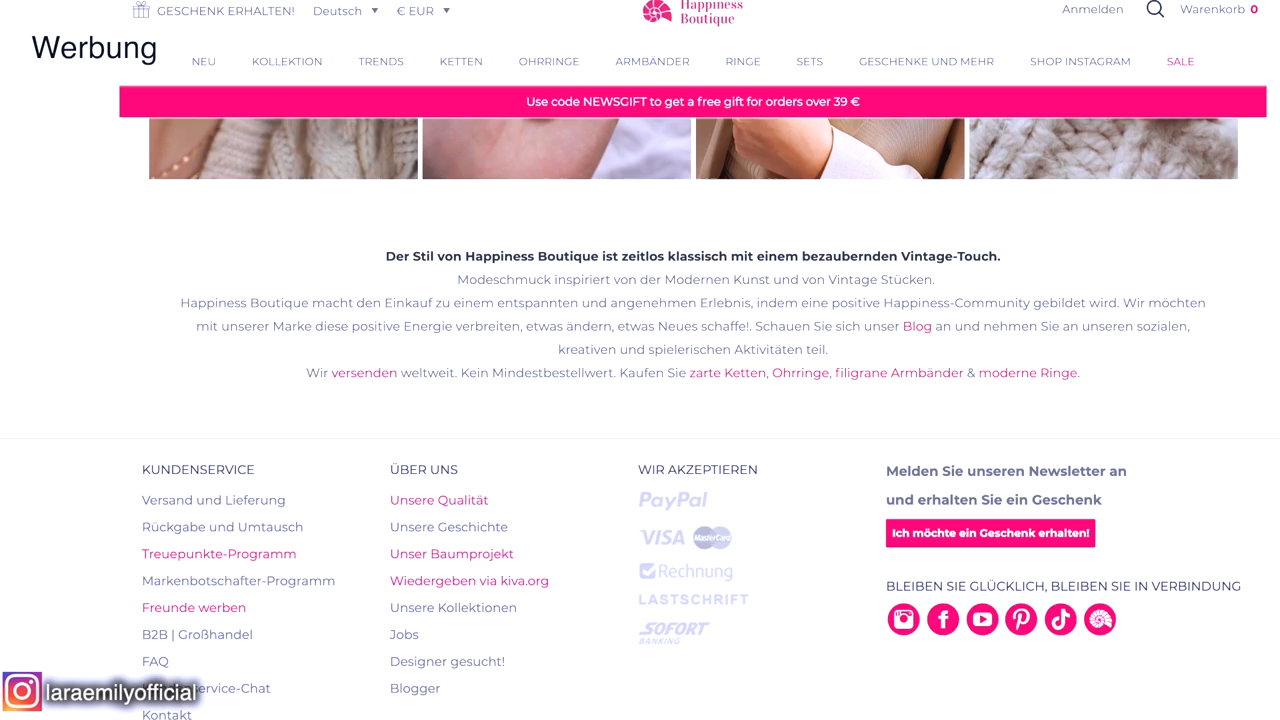 GESCHENK ERHALTEN! Deutsch € EUR Happiness Boutique Anmelden Warenkorb 0
Werbung
NEU KOLLEKTION TRENDS KETTEN OHRRINGE ARMBÄNDER RINGE SETS GESCHENKE UND MEHR SHOP INSTAGRAM SALE
Use code NEWSGIFT to get a free gift for orders over 39 €
Der Stil von Happiness Boutique ist zeitlos klassisch mit einem bezaubernden Vintage-Touch.
Modeschmuck inspiriert von der Modernen Kunst und von Vintage Stücken.
Happiness Boutique macht den Einkauf zu einem entspannten und angenehmen Erlebnis, indem eine positive Happiness-Community gebildet wird. Wir möchten
mit unserer Marke diese positive Energie verbreiten, etwas ändern, etwas Neues schaffe!. Schauen Sie sich unser Blog an und nehmen Sie an unseren sozialen,
kreativen und spielerischen Aktivitäten teil.
Wir versenden weltweit. Kein Mindestbestellwert. Kaufen Sie zarte Ketten, Ohrringe, filigrane Armbänder & moderne Ringe.
KUNDENSERVICE
Versand und Lieferung
Rückgabe und Umtausch
Treuepunkte-Programm
Markenbotschafter-Programm
Freunde werben
B2B | Großhandel
FAQ
service-Chat
Kontakt
ÜBER UNS
Unsere Qualität
Unsere Geschichte
Unser Baumprojekt
Wiedergeben via kiva.org
Unsere Kollektionen
Jobs
Designer gesucht!
Blogger
WIR AKZEPTIEREN
PayPal
VISA MasterCard
Rechnung
LASTSCHRIFT
SOFORT
BANKING
Melden Sie unseren Newsletter an
und erhalten Sie ein Geschenk
Ich möchte ein Geschenk erhalten!
BLEIBEN SIE GLÜCKLICH, BLEIBEN SIE IN VERBINDUNG
laraemilyofficial